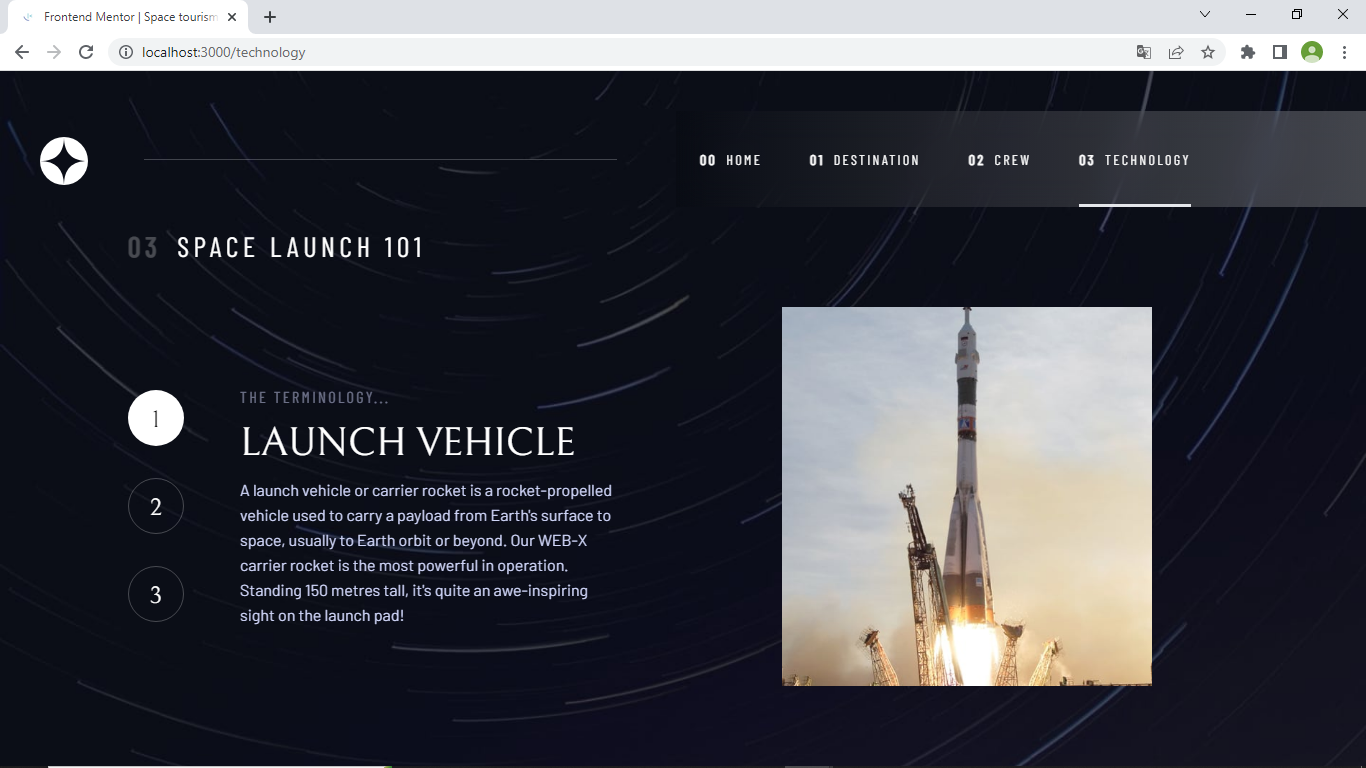 Frontend Mentor | Space tourism
localhost:3000/technology
00 HOME 01 DESTINATION 02 CREW 03 TECHNOLOGY
03 SPACE LAUNCH 101
THE TERMINOLOGY...
1
LAUNCH VEHICLE
A launch vehicle or carrier rocket is a rocket-propelled
vehicle used to carry a payload from Earth's surface to
space, usually to Earth orbit or beyond. Our WEB-X
carrier rocket is the most powerful in operation.
Standing 150 metres tall, it's quite an awe-inspiring
sight on the launch pad!
2
3